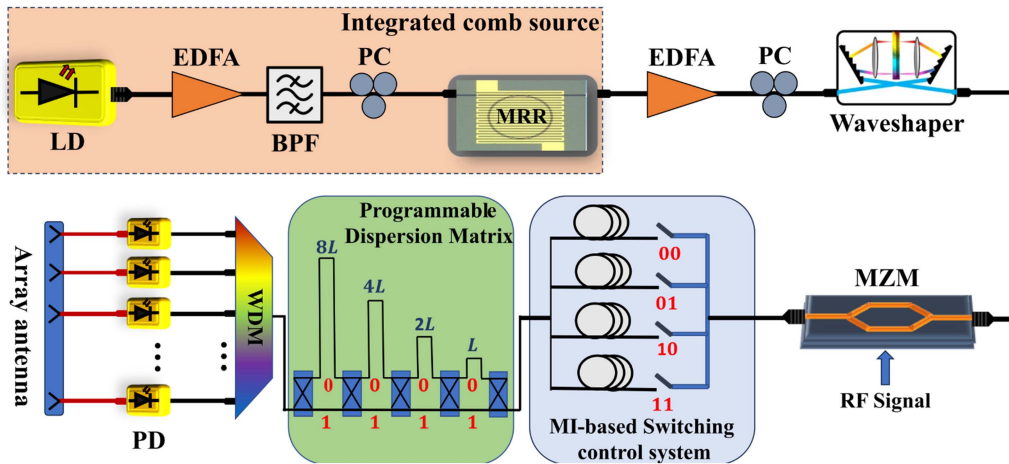 Integrated comb source
EDFA
PC
EDFA
PC
MRR
LD
BPF
Waveshaper
Programmable
Dispersion Matrix
8L
4L
2L
L
00
01
10
11
MZM
Array antenna
WDM
0 0 0 0
1 1 1 1
RF Signal
PD
MI-based Switching
control system